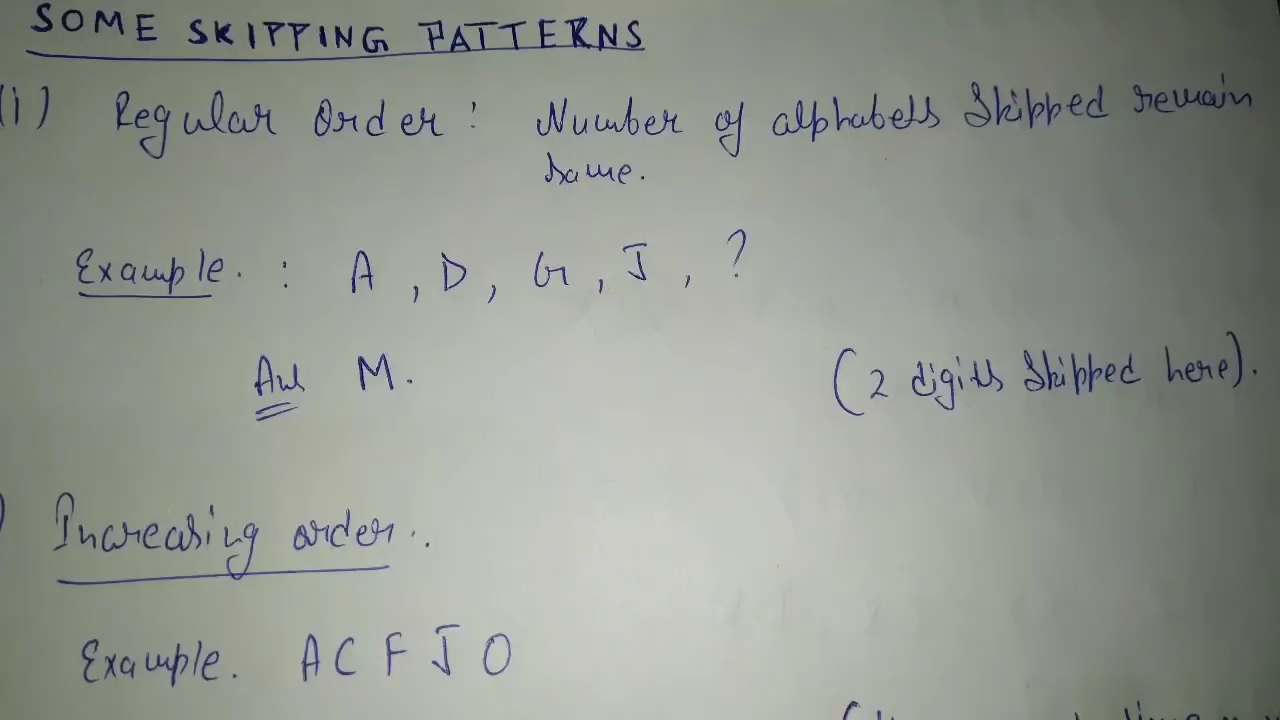 SOME SKIPPING PATTERNS
(i) Regular Order: Number of alphabets skipped remain
same.
Example. : A , D, G, J, ?
Ans M. (2 digits skipped here).
) Increasing order..
Example. A C F J O